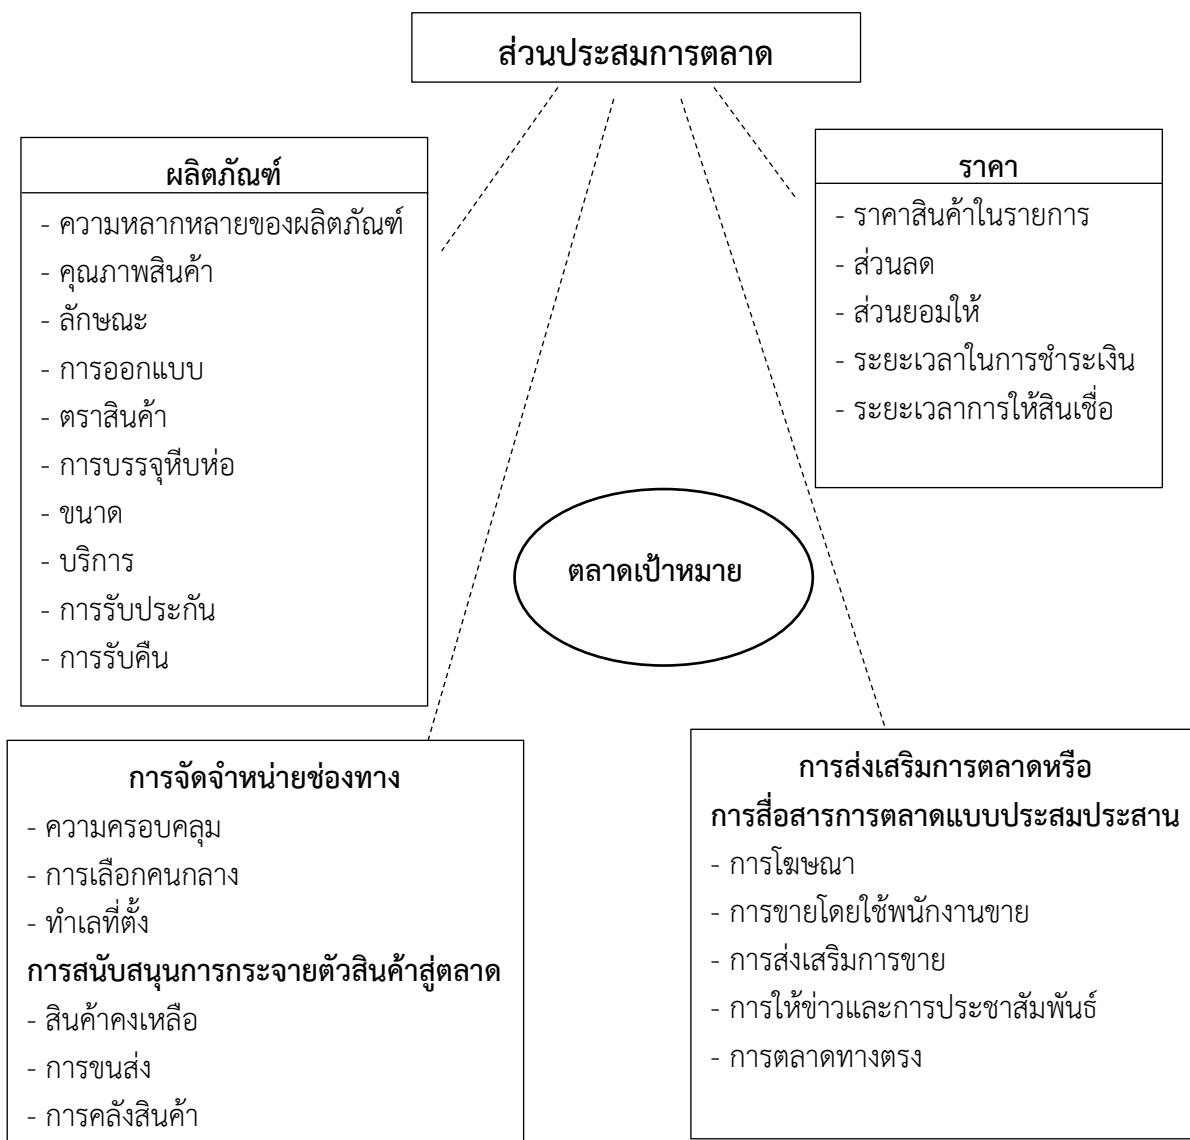 ส่วนประสมการตลาด
ผลิตภัณฑ์
- ความหลากหลายของผลิตภัณฑ์
- คุณภาพสินค้า
- ลักษณะ
- การออกแบบ
- ตราสินค้า
- การบรรจุหีบห่อ
- ขนาด
- บริการ
- การรับประกัน
- การรับคืน
ราคา
- ราคาสินค้าในรายการ
- ส่วนลด
- ส่วนยอมให้
- ระยะเวลาในการชำระเงิน
- ระยะเวลาการให้สินเชื่อ
ตลาดเป้าหมาย
การจัดจำหน่ายช่องทาง
- ความครอบคลุม
- การเลือกคนกลาง
- ทำเลที่ตั้ง
การสนับสนุนการกระจายตัวสินค้าสู่ตลาด
- สินค้าคงเหลือ
- การขนส่ง
- การคลังสินค้า
การส่งเสริมการตลาดหรือ
การสื่อสารการตลาดแบบประสมประสาน
- การโฆษณา
- การขายโดยใช้พนักงานขาย
- การส่งเสริมการขาย
- การให้ข่าวและการประชาสัมพันธ์
- การตลาดทางตรง